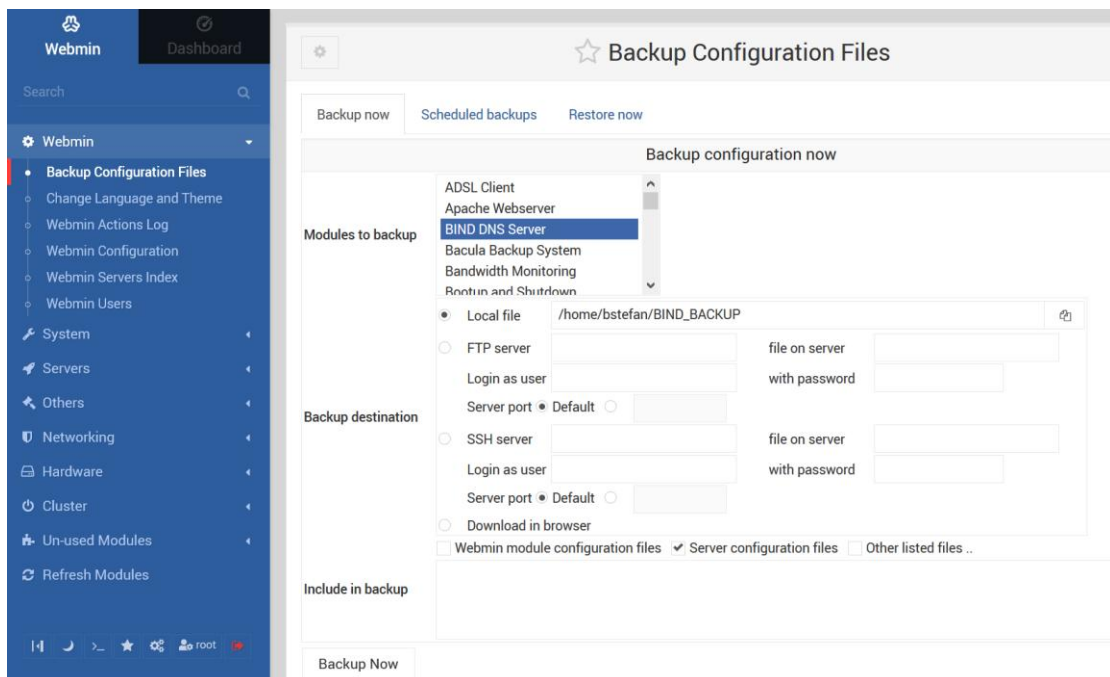 Webmin
Dashboard
Search
Webmin
Backup Configuration Files
Change Language and Theme
Webmin Actions Log
Webmin Configuration
Webmin Servers Index
Webmin Users
System
Servers
Others
Networking
Hardware
Cluster
Un-used Modules
Refresh Modules
root
Backup Configuration Files
Backup now Scheduled backups Restore now
Backup configuration now
Modules to backup
ADSL Client
Apache Webserver
BIND DNS Server
Bacula Backup System
Bandwidth Monitoring
Bootup and Shutdown
Backup destination
Local file /home/bstefan/BIND_BACKUP
FTP server file on server
Login as user with password
Server port Default
SSH server file on server
Login as user with password
Server port Default
Download in browser
Include in backup
Webmin module configuration files Server configuration files Other listed files ..
Backup Now